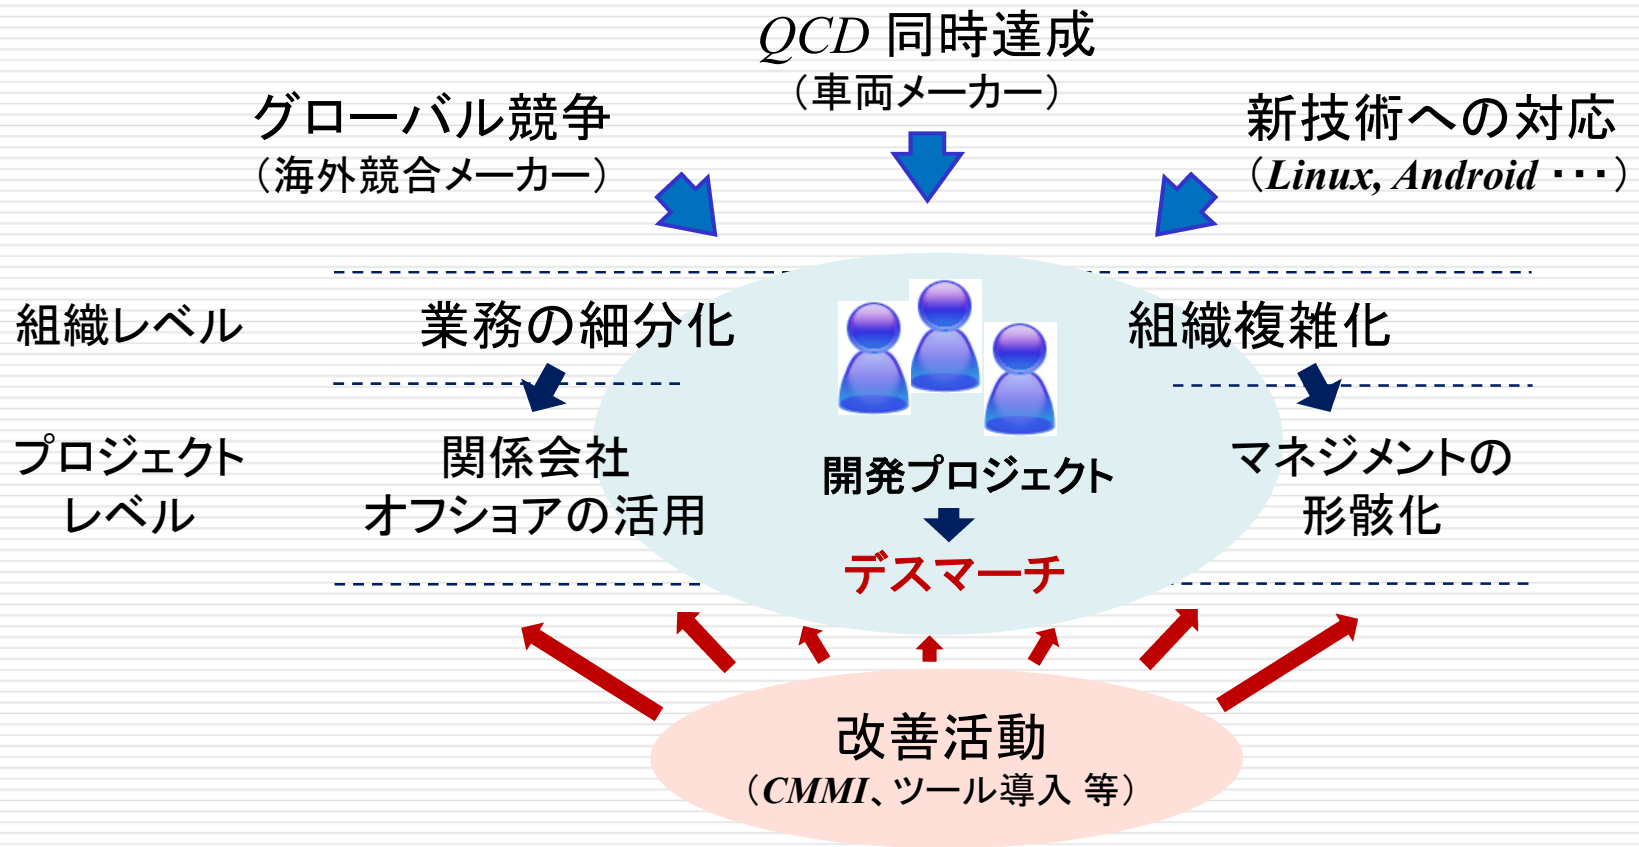 QCD 同時達成
（車両メーカー）
グローバル競争
（海外競合メーカー）
新技術への対応
（Linux, Android ・・・）
組織レベル
業務の細分化
組織複雑化
プロジェクト
レベル
関係会社
オフショアの活用
開発プロジェクト
マネジメントの
形骸化
デスマーチ
改善活動
（CMMI、ツール導入 等）